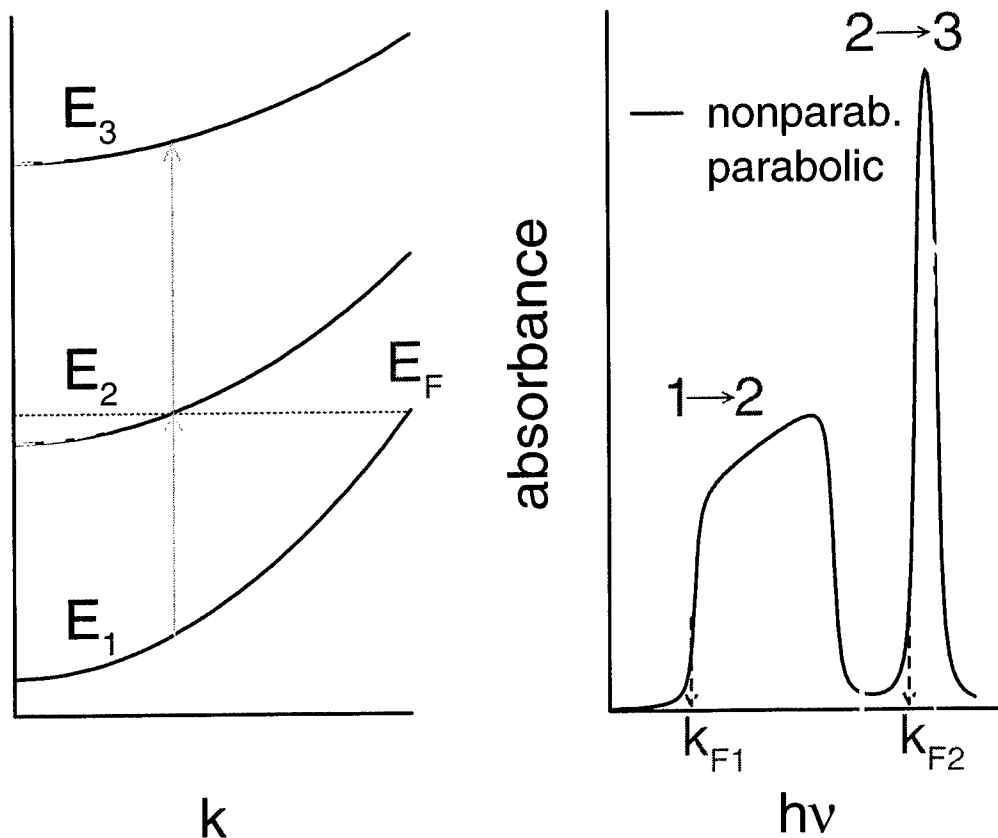 E3
E2
EF
E1
k
2→3
nonparab.
parabolic
absorbance
1→2
kF1
kF2
hν